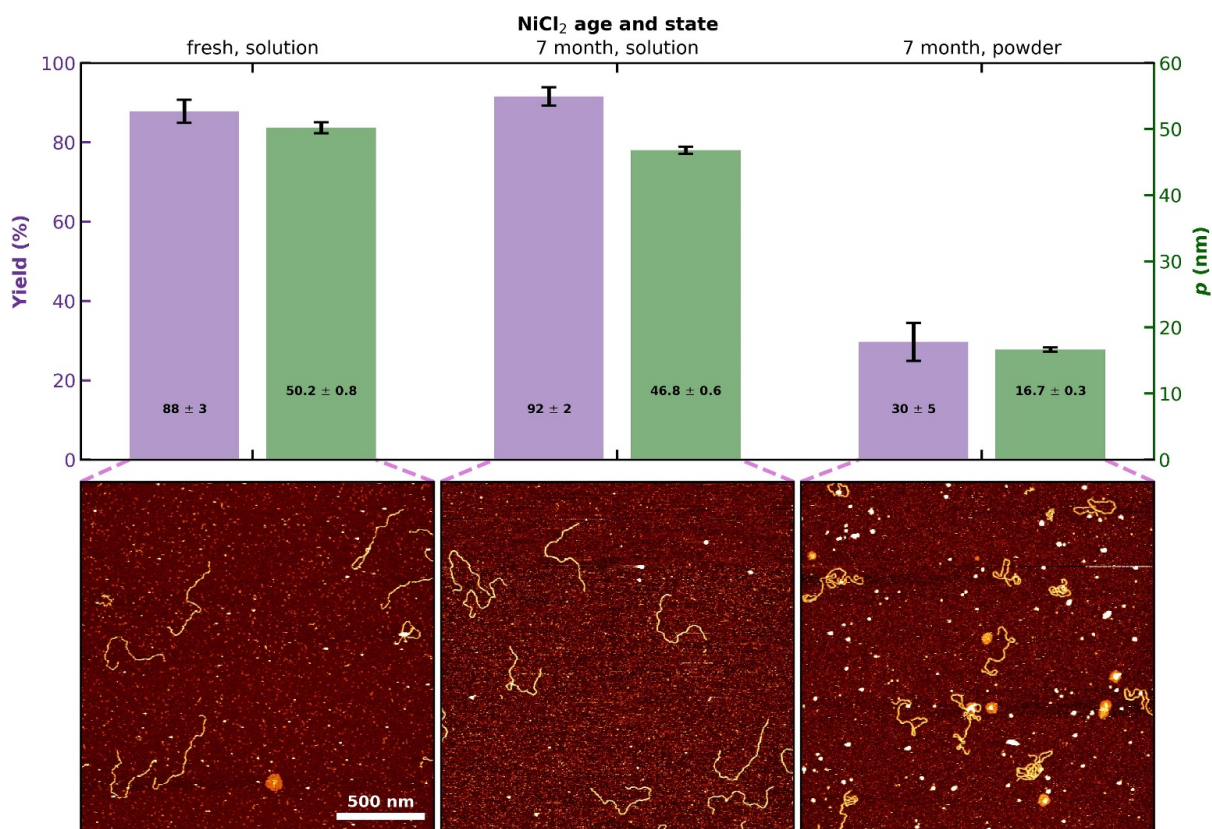 NiCl₂ age and state
fresh, solution
7 month, solution
7 month, powder
100
80
60
40
20
0
Yield (%)
60
50
40
30
20
10
0
p (nm)
88 ± 3
50.2 ± 0.8
92 ± 2
46.8 ± 0.6
30 ± 5
16.7 ± 0.3
500 nm